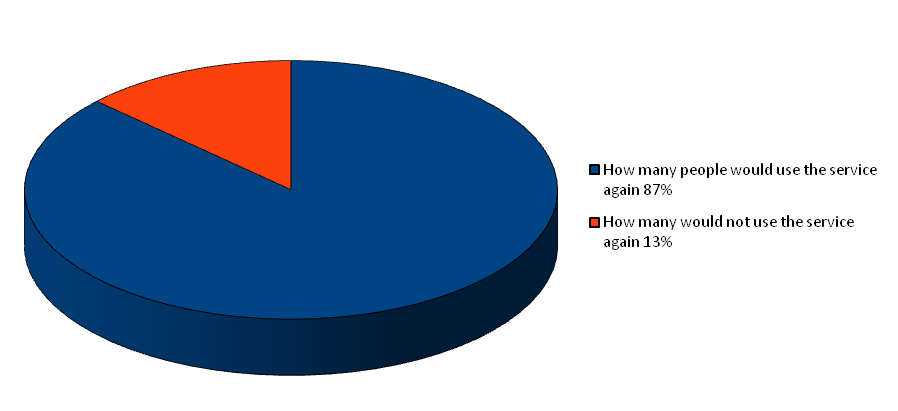 How many people would use the service
again 87%
How many would not use the service
again 13%